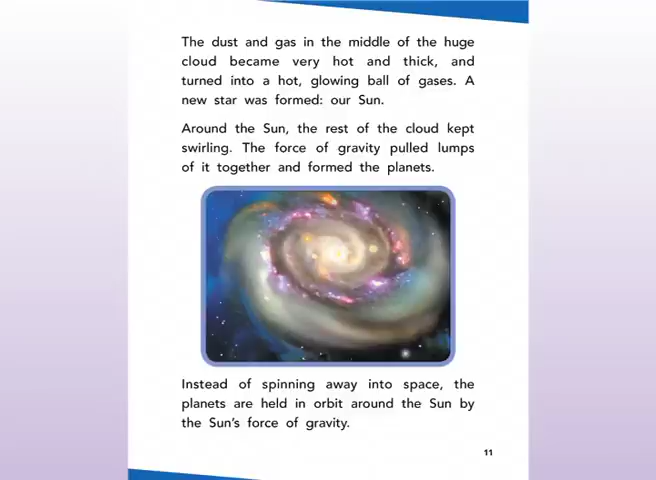 The dust and gas in the middle of the huge
cloud became very hot and thick, and
turned into a hot, glowing ball of gases. A
new star was formed: our Sun.
Around the Sun, the rest of the cloud kept
swirling. The force of gravity pulled lumps
of it together and formed the planets.
Instead of spinning away into space, the
planets are held in orbit around the Sun by
the Sun’s force of gravity.
11